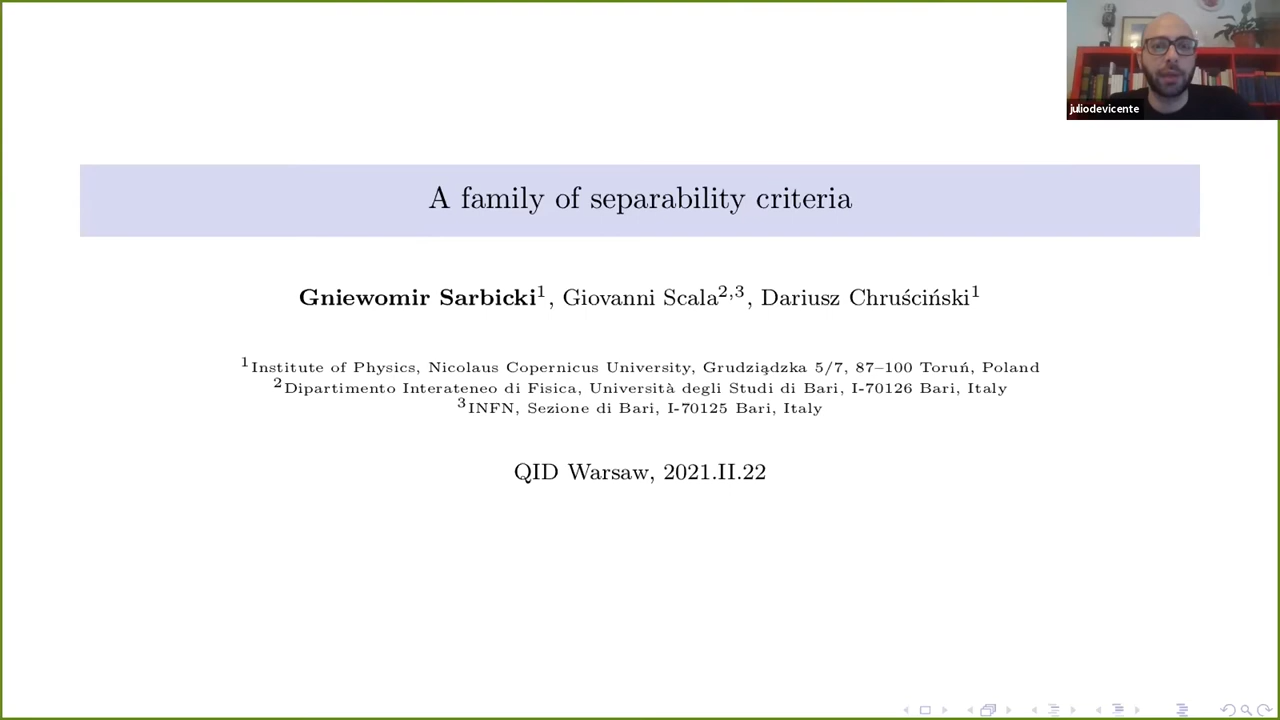 juliodevicente
A family of separability criteria
Gniewomir Sarbicki¹, Giovanni Scala²,³, Dariusz Chruściński¹
¹Institute of Physics, Nicolaus Copernicus University, Grudziądzka 5/7, 87–100 Toruń, Poland
²Dipartimento Interateneo di Fisica, Università degli Studi di Bari, I-70126 Bari, Italy
³INFN, Sezione di Bari, I-70125 Bari, Italy
QID Warsaw, 2021.II.22